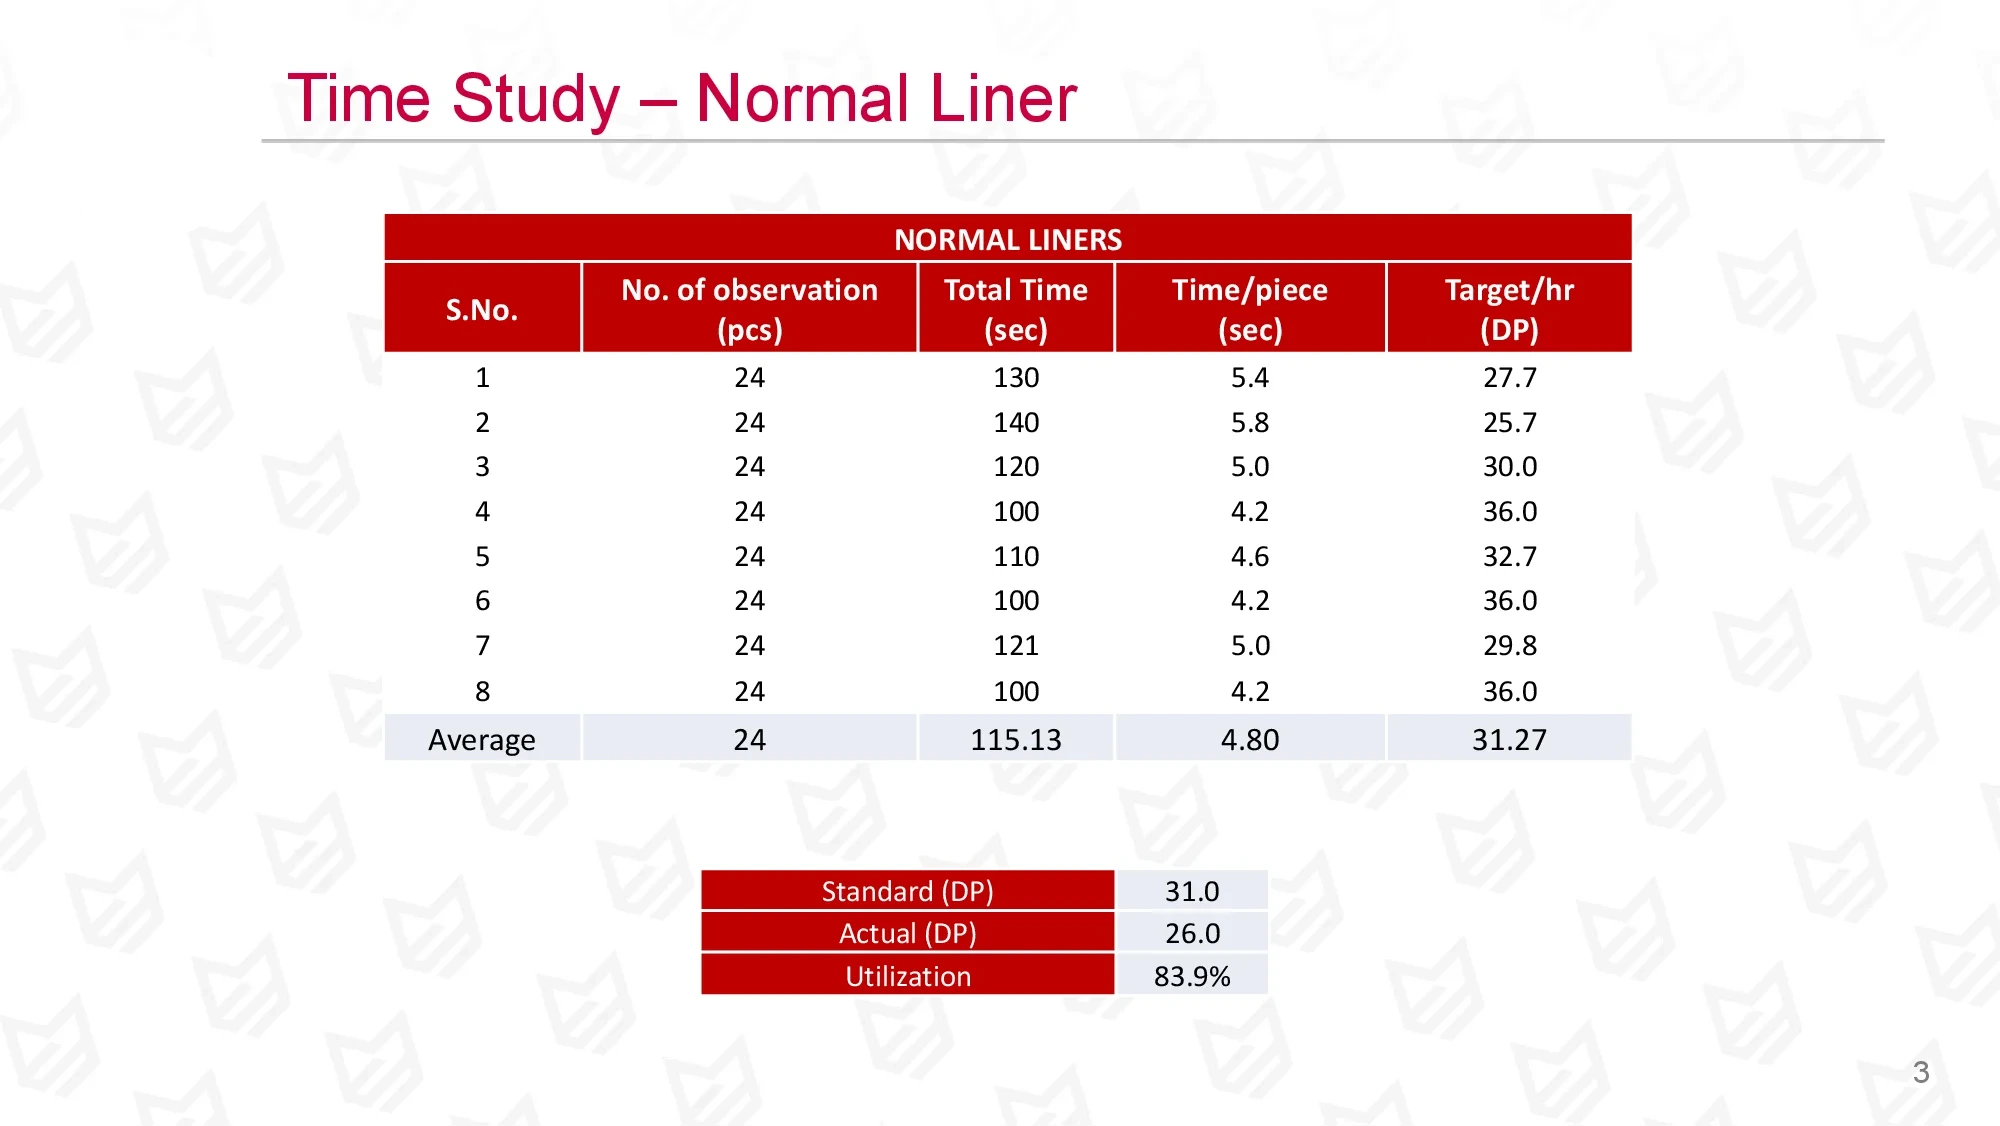 Time Study – Normal Liner
NORMAL LINERS
S.No. No. of observation (pcs) Total Time (sec) Time/piece (sec) Target/hr (DP)
1 24 130 5.4 27.7
2 24 140 5.8 25.7
3 24 120 5.0 30.0
4 24 100 4.2 36.0
5 24 110 4.6 32.7
6 24 100 4.2 36.0
7 24 121 5.0 29.8
8 24 100 4.2 36.0
Average 24 115.13 4.80 31.27
Standard (DP) 31.0
Actual (DP) 26.0
Utilization 83.9%
3